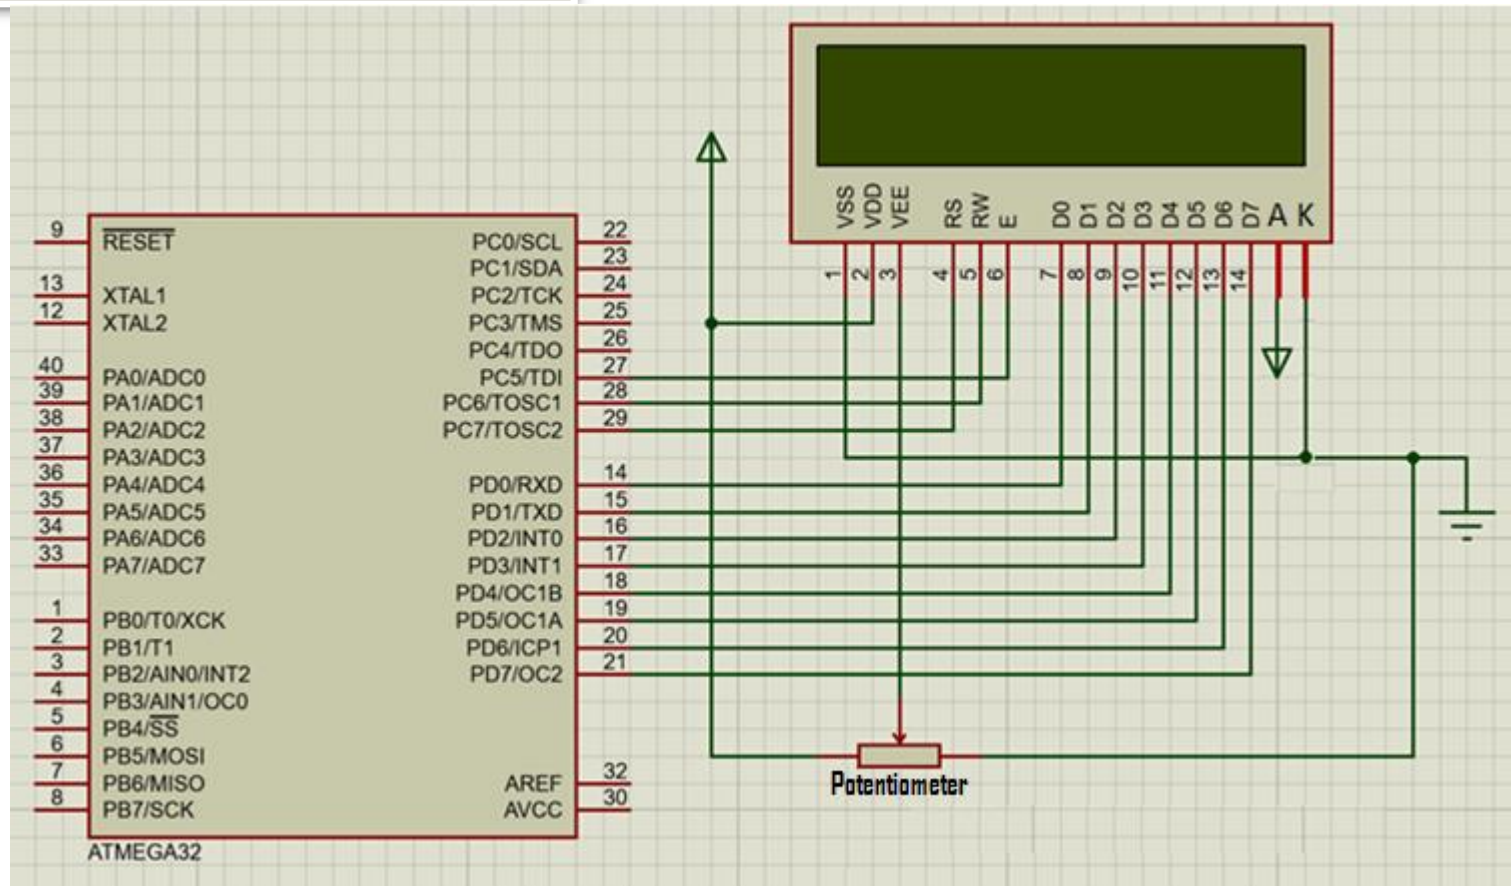 VSS
VDD
VEE
RS
RW
E
D0
D1
D2
D3
D4
D5
D6
D7
A
K
1
2
3
4
5
6
7
8
9
10
11
12
13
14
9 RESET
13 XTAL1
12 XTAL2
40 PA0/ADC0
39 PA1/ADC1
38 PA2/ADC2
37 PA3/ADC3
36 PA4/ADC4
35 PA5/ADC5
34 PA6/ADC6
33 PA7/ADC7
1 PB0/T0/XCK
2 PB1/T1
3 PB2/AIN0/INT2
4 PB3/AIN1/OC0
5 PB4/SS
6 PB5/MOSI
7 PB6/MISO
8 PB7/SCK
PC0/SCL 22
PC1/SDA 23
PC2/TCK 24
PC3/TMS 25
PC4/TDO 26
PC5/TDI 27
PC6/TOSC1 28
PC7/TOSC2 29
PD0/RXD 14
PD1/TXD 15
PD2/INT0 16
PD3/INT1 17
PD4/OC1B 18
PD5/OC1A 19
PD6/ICP1 20
PD7/OC2 21
AREF 32
AVCC 30
ATMEGA32
Potentiometer